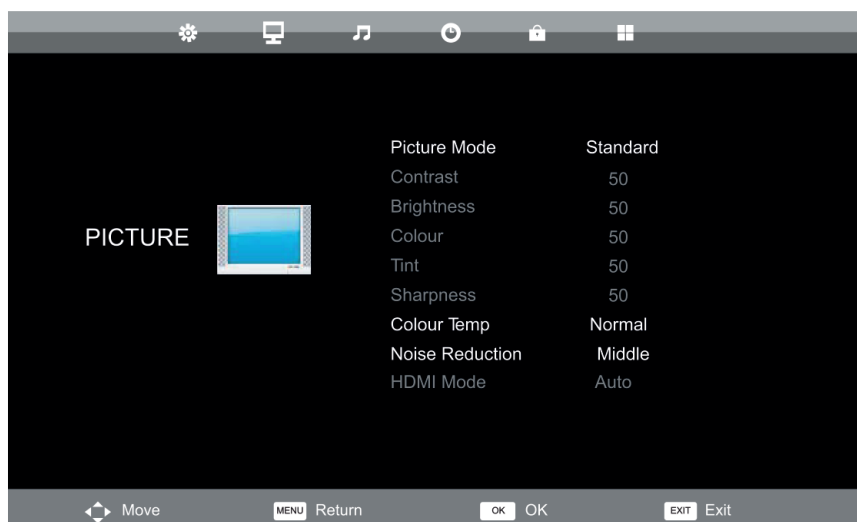 PICTURE
Picture Mode Standard
Contrast 50
Brightness 50
Colour 50
Tint 50
Sharpness 50
Colour Temp Normal
Noise Reduction Middle
HDMI Mode Auto
Move MENU Return OK OK EXIT Exit